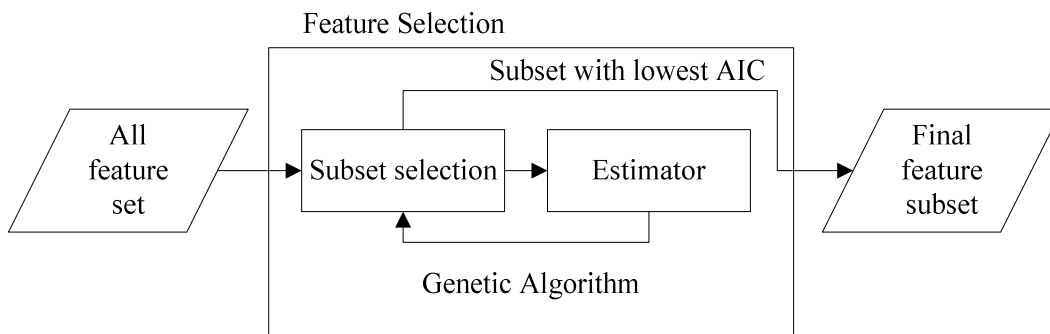 Feature Selection
Subset with lowest AIC
All
feature
set
Subset selection
Estimator
Final
feature
subset
Genetic Algorithm